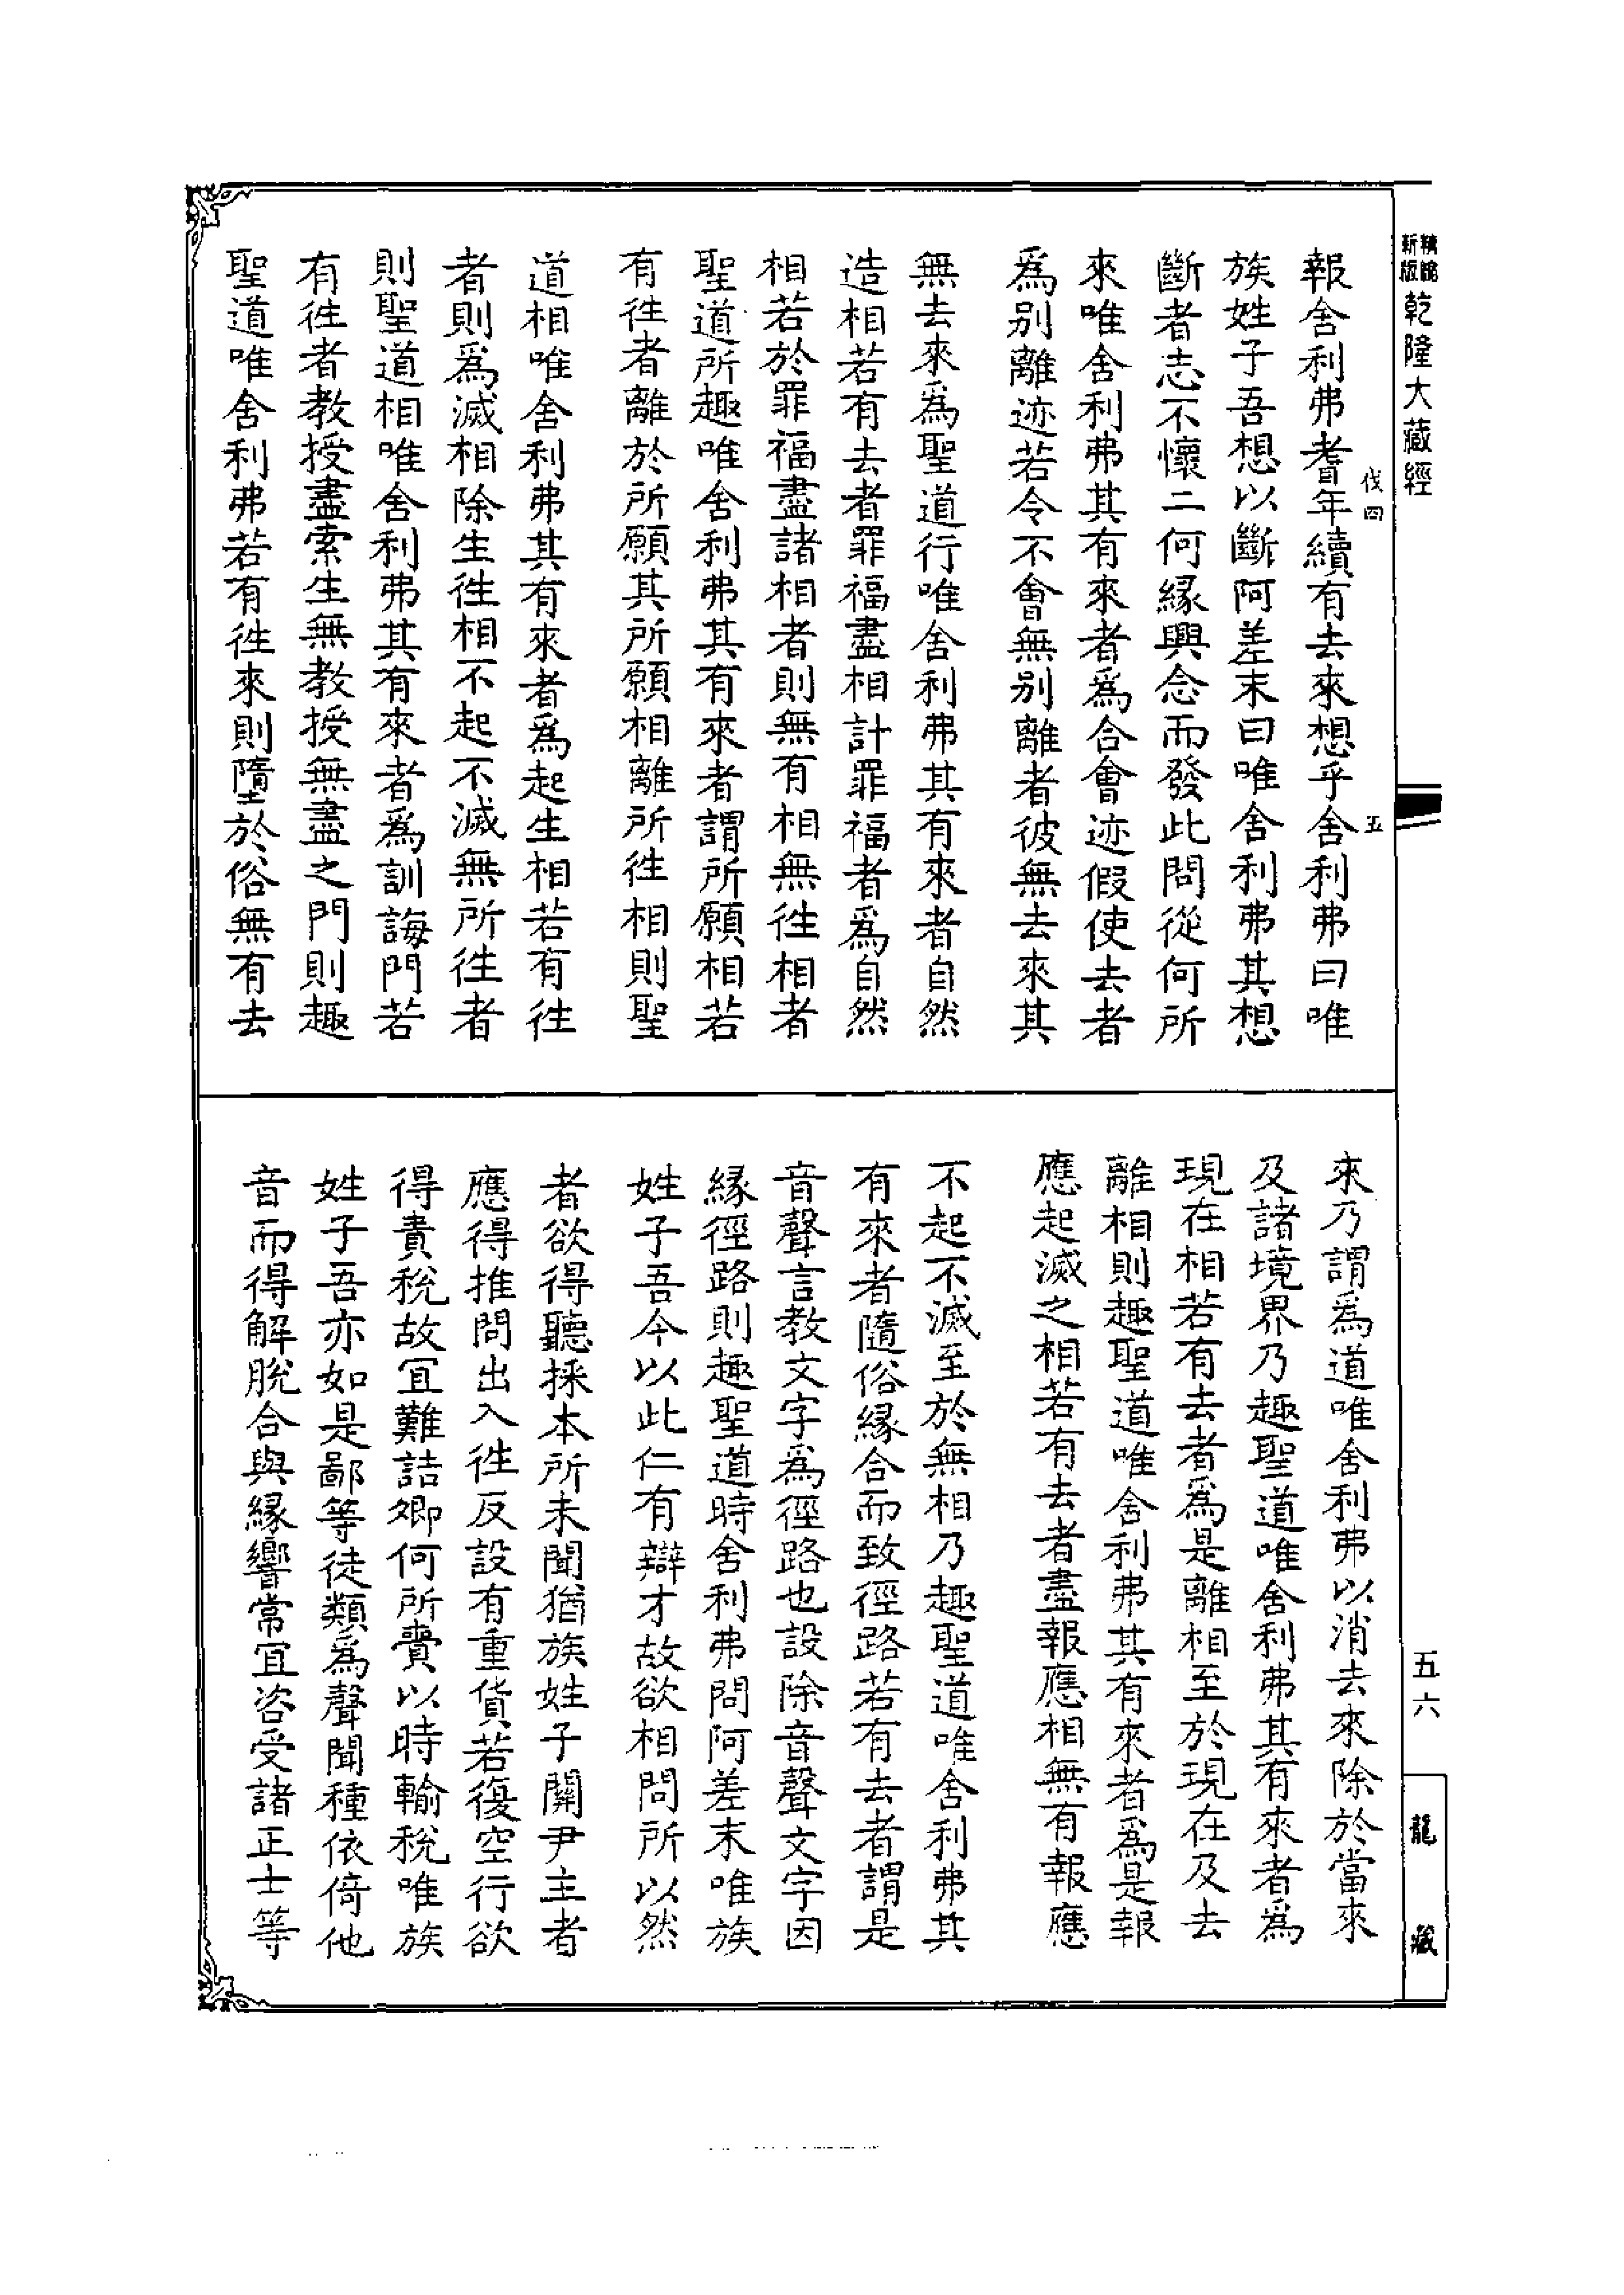 精緻
新版
乾隆大藏經
伐四
五
報舍利弗耆年續有去來想乎舍利弗曰唯
族姓子吾想以斷阿差末曰唯舍利弗其想
斷者志不懷二何緣興念而發此問從何所
來唯舍利弗其有來者爲合會迹假使去者
爲别離迹若令不會無别離者彼無去來其
無去來爲聖道行唯舍利弗其有來者自然
造相若有去者罪福盡相計罪福者爲自然
相若於罪福盡諸相者則無有相無徃相者
聖道所趣唯舍利弗其有來者謂所願相若
有徃者離於所願其所願相離所徃相則聖
道相唯舍利弗其有來者爲起生相若有徃
者則爲滅相除生徃相不起不滅無所徃者
則聖道相唯舍利弗其有來者爲訓誨門若
有徃者教授盡索生無教授無盡之門則趣
聖道唯舍利弗若有徃來則墮於俗無有去
來乃謂爲道唯舍利弗以消去來除於當來
及諸境界乃趣聖道唯舍利弗其有來者爲
現在相若有去者爲是離相至於現在及去
離相則趣聖道唯舍利弗其有來者爲是報
應起滅之相若有去者盡報應相無有報應
不起不滅至於無相乃趣聖道唯舍利弗其
有來者隨俗緣合而致徑路若有去者謂是
音聲言教文字爲徑路也設除音聲文字因
緣徑路則趣聖道時舍利弗問阿差末唯族
姓子吾今以此仁有辯才故欲相問所以然
者欲得聽採本所未聞猶族姓子關尹主者
應得推問出入徃反設有重貨若復空行欲
得責稅故宜難詰卿何所賷以時輸稅唯族
姓子吾亦如是鄙等徒類爲聲聞種依倚他
音而得解脫合與緣響常宜咨受諸正士等
五六
龍藏